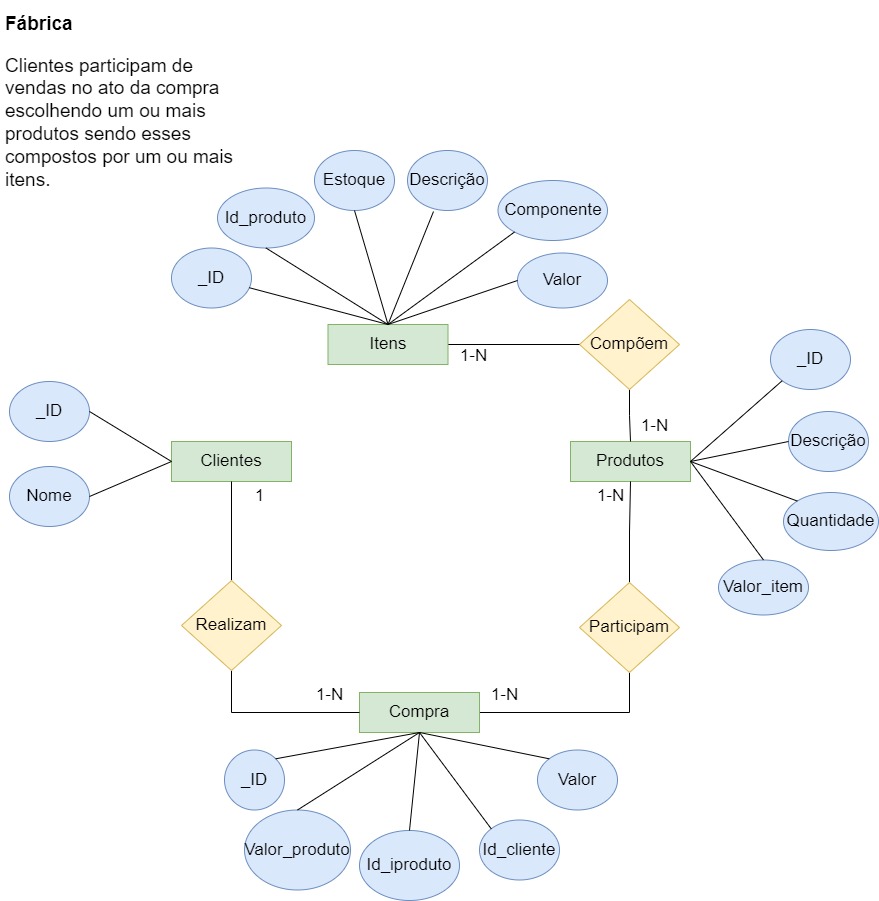 Fábrica
Clientes participam de
vendas no ato da compra
escolhendo um ou mais
produtos sendo esses
compostos por um ou mais
itens.
Estoque
Descrição
Id_produto
Componente
_ID
Valor
Itens
1-N
Compõem
_ID
1-N
_ID
Descrição
Clientes
Produtos
Nome
1
1-N
Quantidade
Valor_item
Realizam
Participam
1-N
1-N
Compra
_ID
Valor
Valor_produto
Id_iproduto
Id_cliente